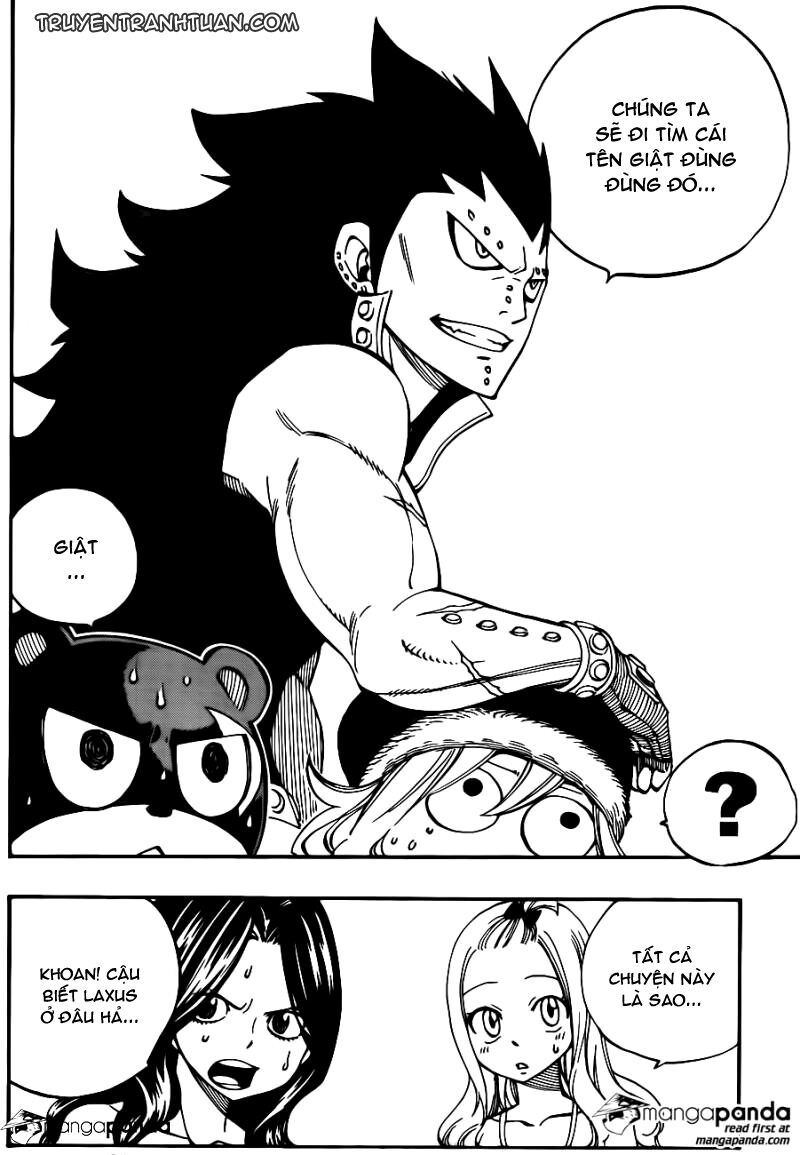 TRUYENTRANHTUAN.COM
CHÚNG TA
SẼ ĐI TÌM CÁI
TÊN GIẬT ĐÙNG
ĐÙNG ĐÓ...
GIẬT
...
?
KHOAN! CẬU
BIẾT LAXUS
Ở ĐÂU HẢ...
TẤT CẢ
CHUYỆN NÀY
LÀ SAO...
mangapanda
mangapanda
read first at
mangapanda.com